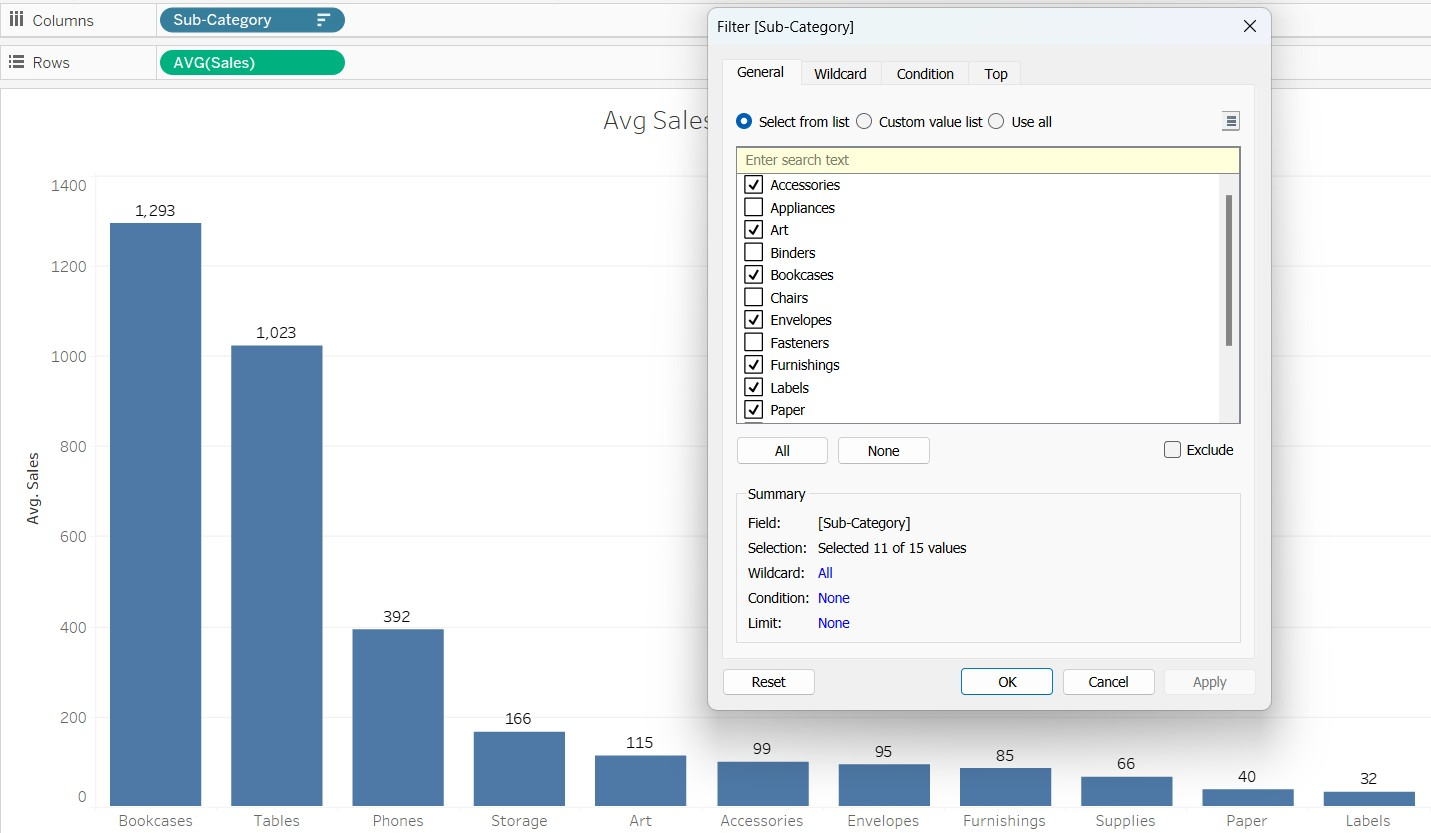 Columns
Sub-Category
Rows
AVG(Sales)
Avg Sales
1400
1200
1000
800
600
400
200
0
Avg. Sales
1,293
1,023
392
166
115
99
95
85
66
40
32
Bookcases
Tables
Phones
Storage
Art
Accessories
Envelopes
Furnishings
Supplies
Paper
Labels
Filter [Sub-Category]
General Wildcard Condition Top
Select from list Custom value list Use all
Enter search text
Accessories
Appliances
Art
Binders
Bookcases
Chairs
Envelopes
Fasteners
Furnishings
Labels
Paper
All None Exclude
Summary
Field: [Sub-Category]
Selection: Selected 11 of 15 values
Wildcard: All
Condition: None
Limit: None
Reset OK Cancel Apply